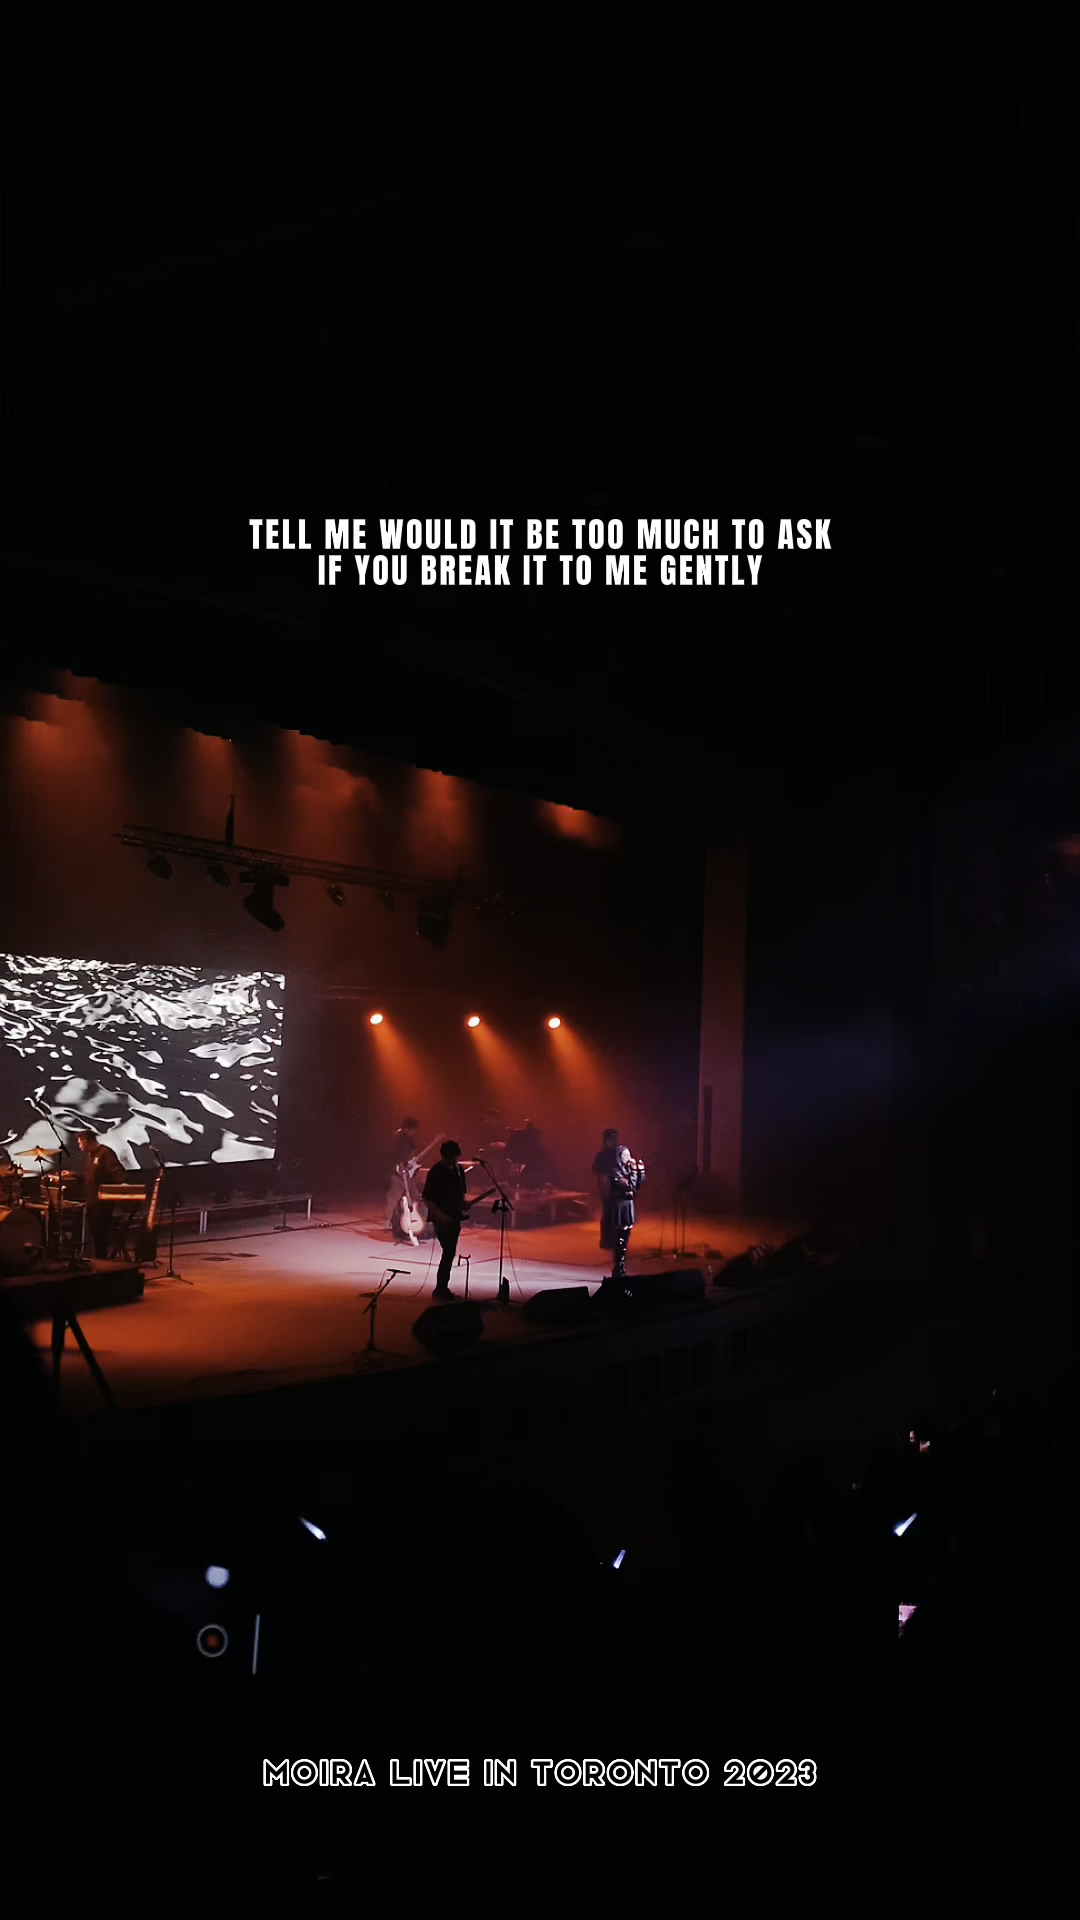 TELL ME WOULD IT BE TOO MUCH TO ASK
IF YOU BREAK IT TO ME GENTLY
MOIRA LIVE IN TORONTO 2023